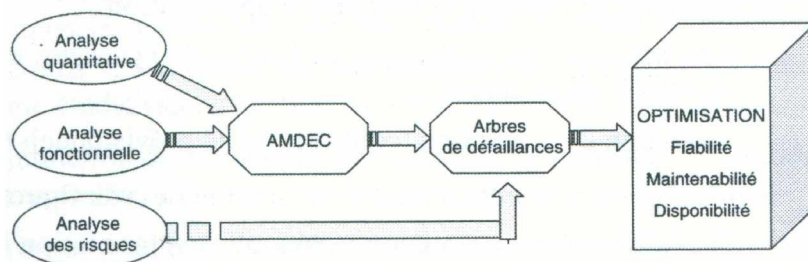 Analyse
quantitative
Analyse
fonctionnelle
Analyse
des risques
AMDEC
Arbres
de défaillances
OPTIMISATION
Fiabilité
Maintenabilité
Disponibilité